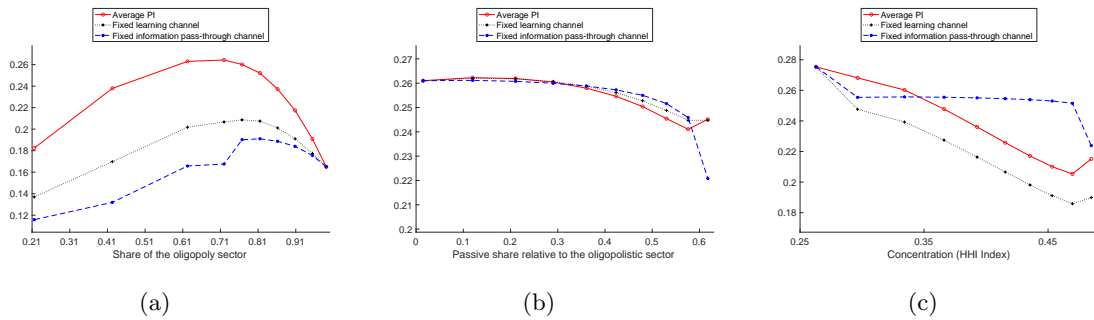 Average PI
Fixed learning channel
Fixed information pass-through channel
0.26
0.24
0.22
0.2
0.18
0.16
0.14
0.12
0.21 0.31 0.41 0.51 0.61 0.71 0.81 0.91
Share of the oligopoly sector
(a)
Average PI
Fixed learning channel
Fixed information pass-through channel
0.27
0.26
0.25
0.24
0.23
0.22
0.21
0.2
0 0.1 0.2 0.3 0.4 0.5 0.6
Passive share relative to the oligopolistic sector
(b)
Average PI
Fixed learning channel
Fixed information pass-through channel
0.28
0.26
0.24
0.22
0.2
0.18
0.25 0.35 0.45
Concentration (HHI Index)
(c)